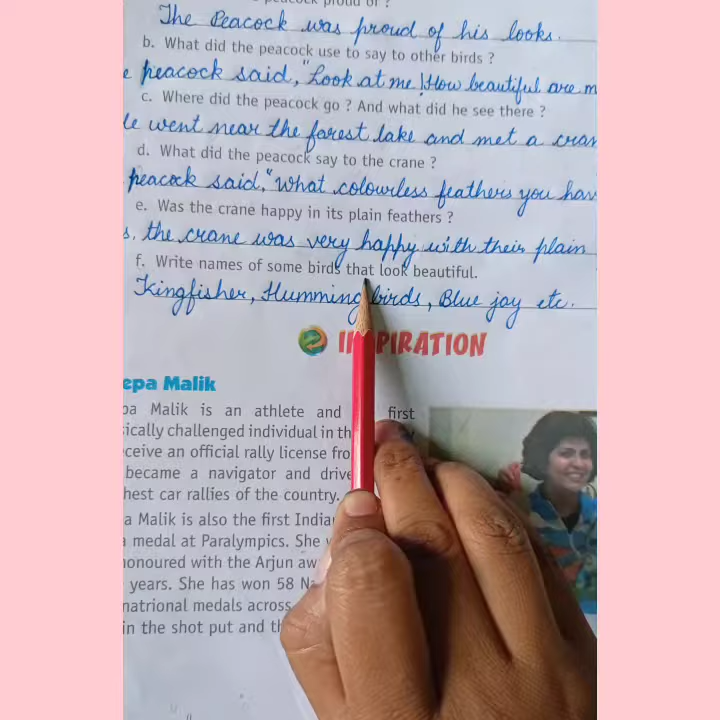 peacock proud of ?
The Peacock was proud of his looks.
b. What did the peacock use to say to other birds ?
peacock said, "Look at me! How beautiful are
c. Where did the peacock go ? And what did he see there ?
went near the forest lake and met a
d. What did the peacock say to the crane ?
peacock said, "What colourless feathers you
e. Was the crane happy in its plain feathers ?
the crane was very happy with their plain
f. Write names of some birds that look beautiful.
Kingfisher, Humming birds, Blue jay etc.
epa Malik
pa Malik is an athlete and first
ically challenged individual in th
ceive an official rally license fro
became a navigator and drive
hest car rallies of the country.
a Malik is also the first India
medal at Paralympics. She
onoured with the Arjun aw
years. She has won 58 Na
natrional medals across
in the shot put and th